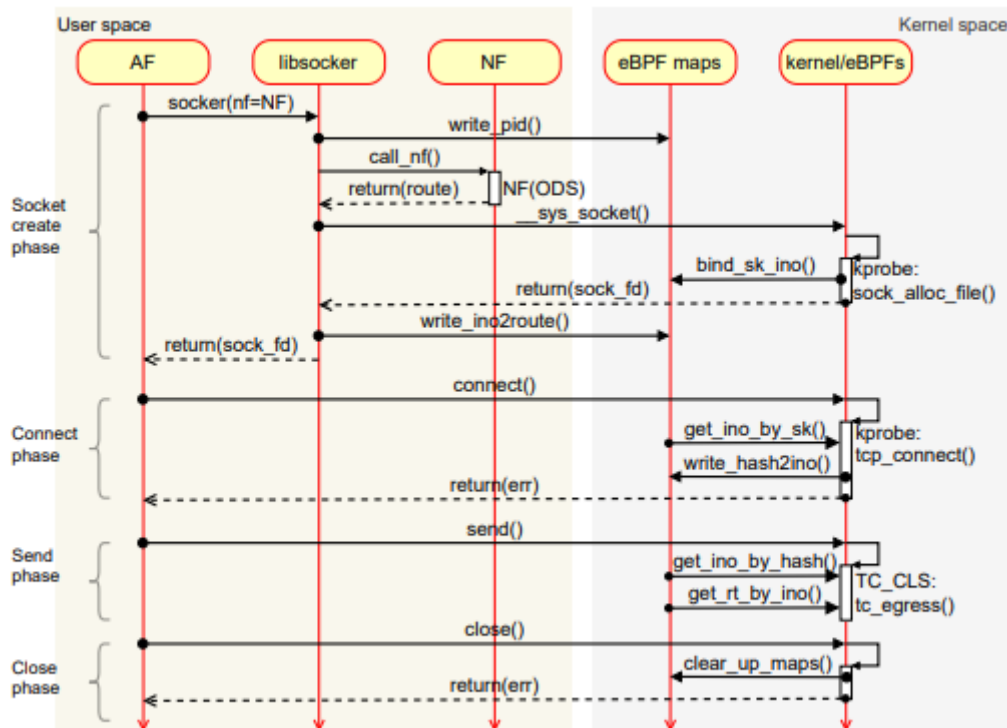 User space
Kernel space
AF
libsocker
NF
eBPF maps
kernel/eBPFs
socker(nf=NF)
write_pid()
call_nf()
return(route)
NF(ODS)
__sys_socket()
Socket
create
phase
bind_sk_ino()
kprobe:
sock_alloc_file()
return(sock_fd)
write_ino2route()
return(sock_fd)
connect()
Connect
phase
get_ino_by_sk()
kprobe:
tcp_connect()
write_hash2ino()
return(err)
send()
Send
phase
get_ino_by_hash()
TC_CLS:
tc_egress()
get_rt_by_ino()
close()
Close
phase
clear_up_maps()
return(err)